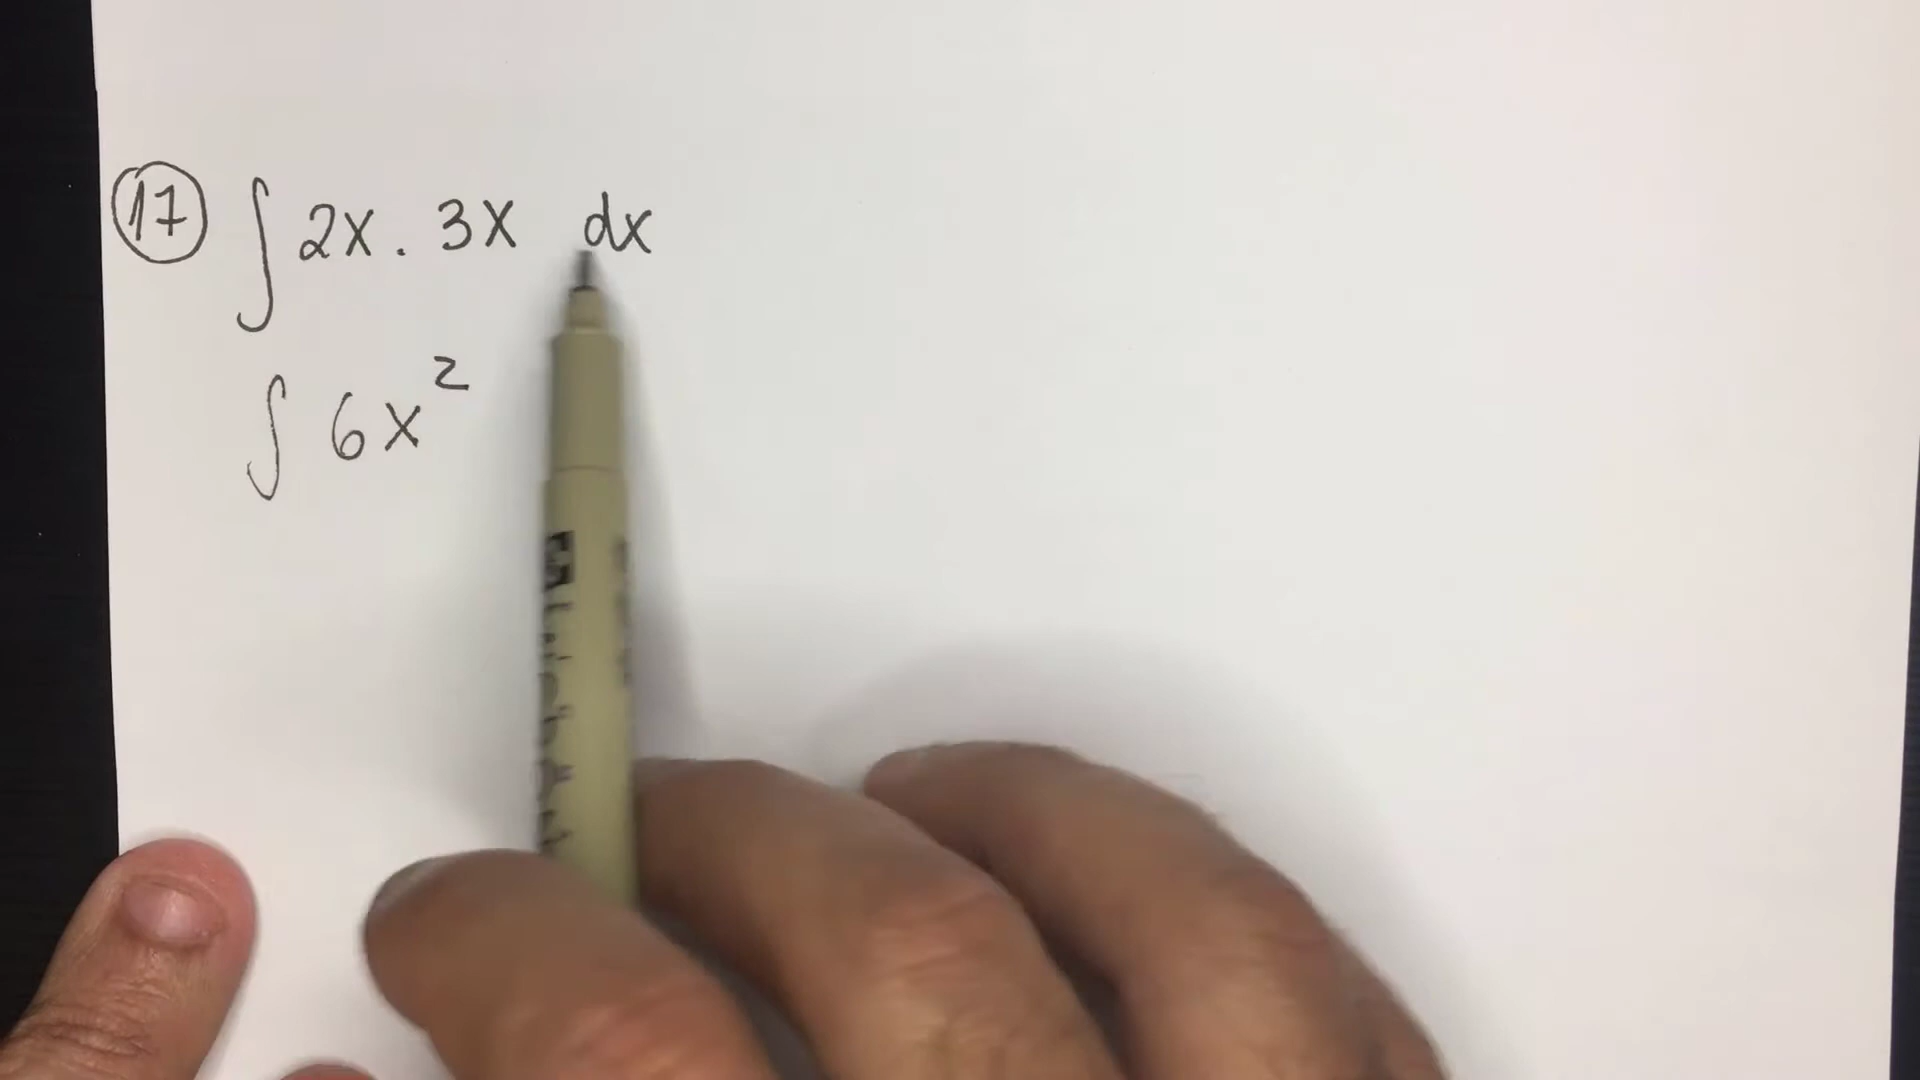 17 ∫ 2x . 3x dx
∫ 6x²